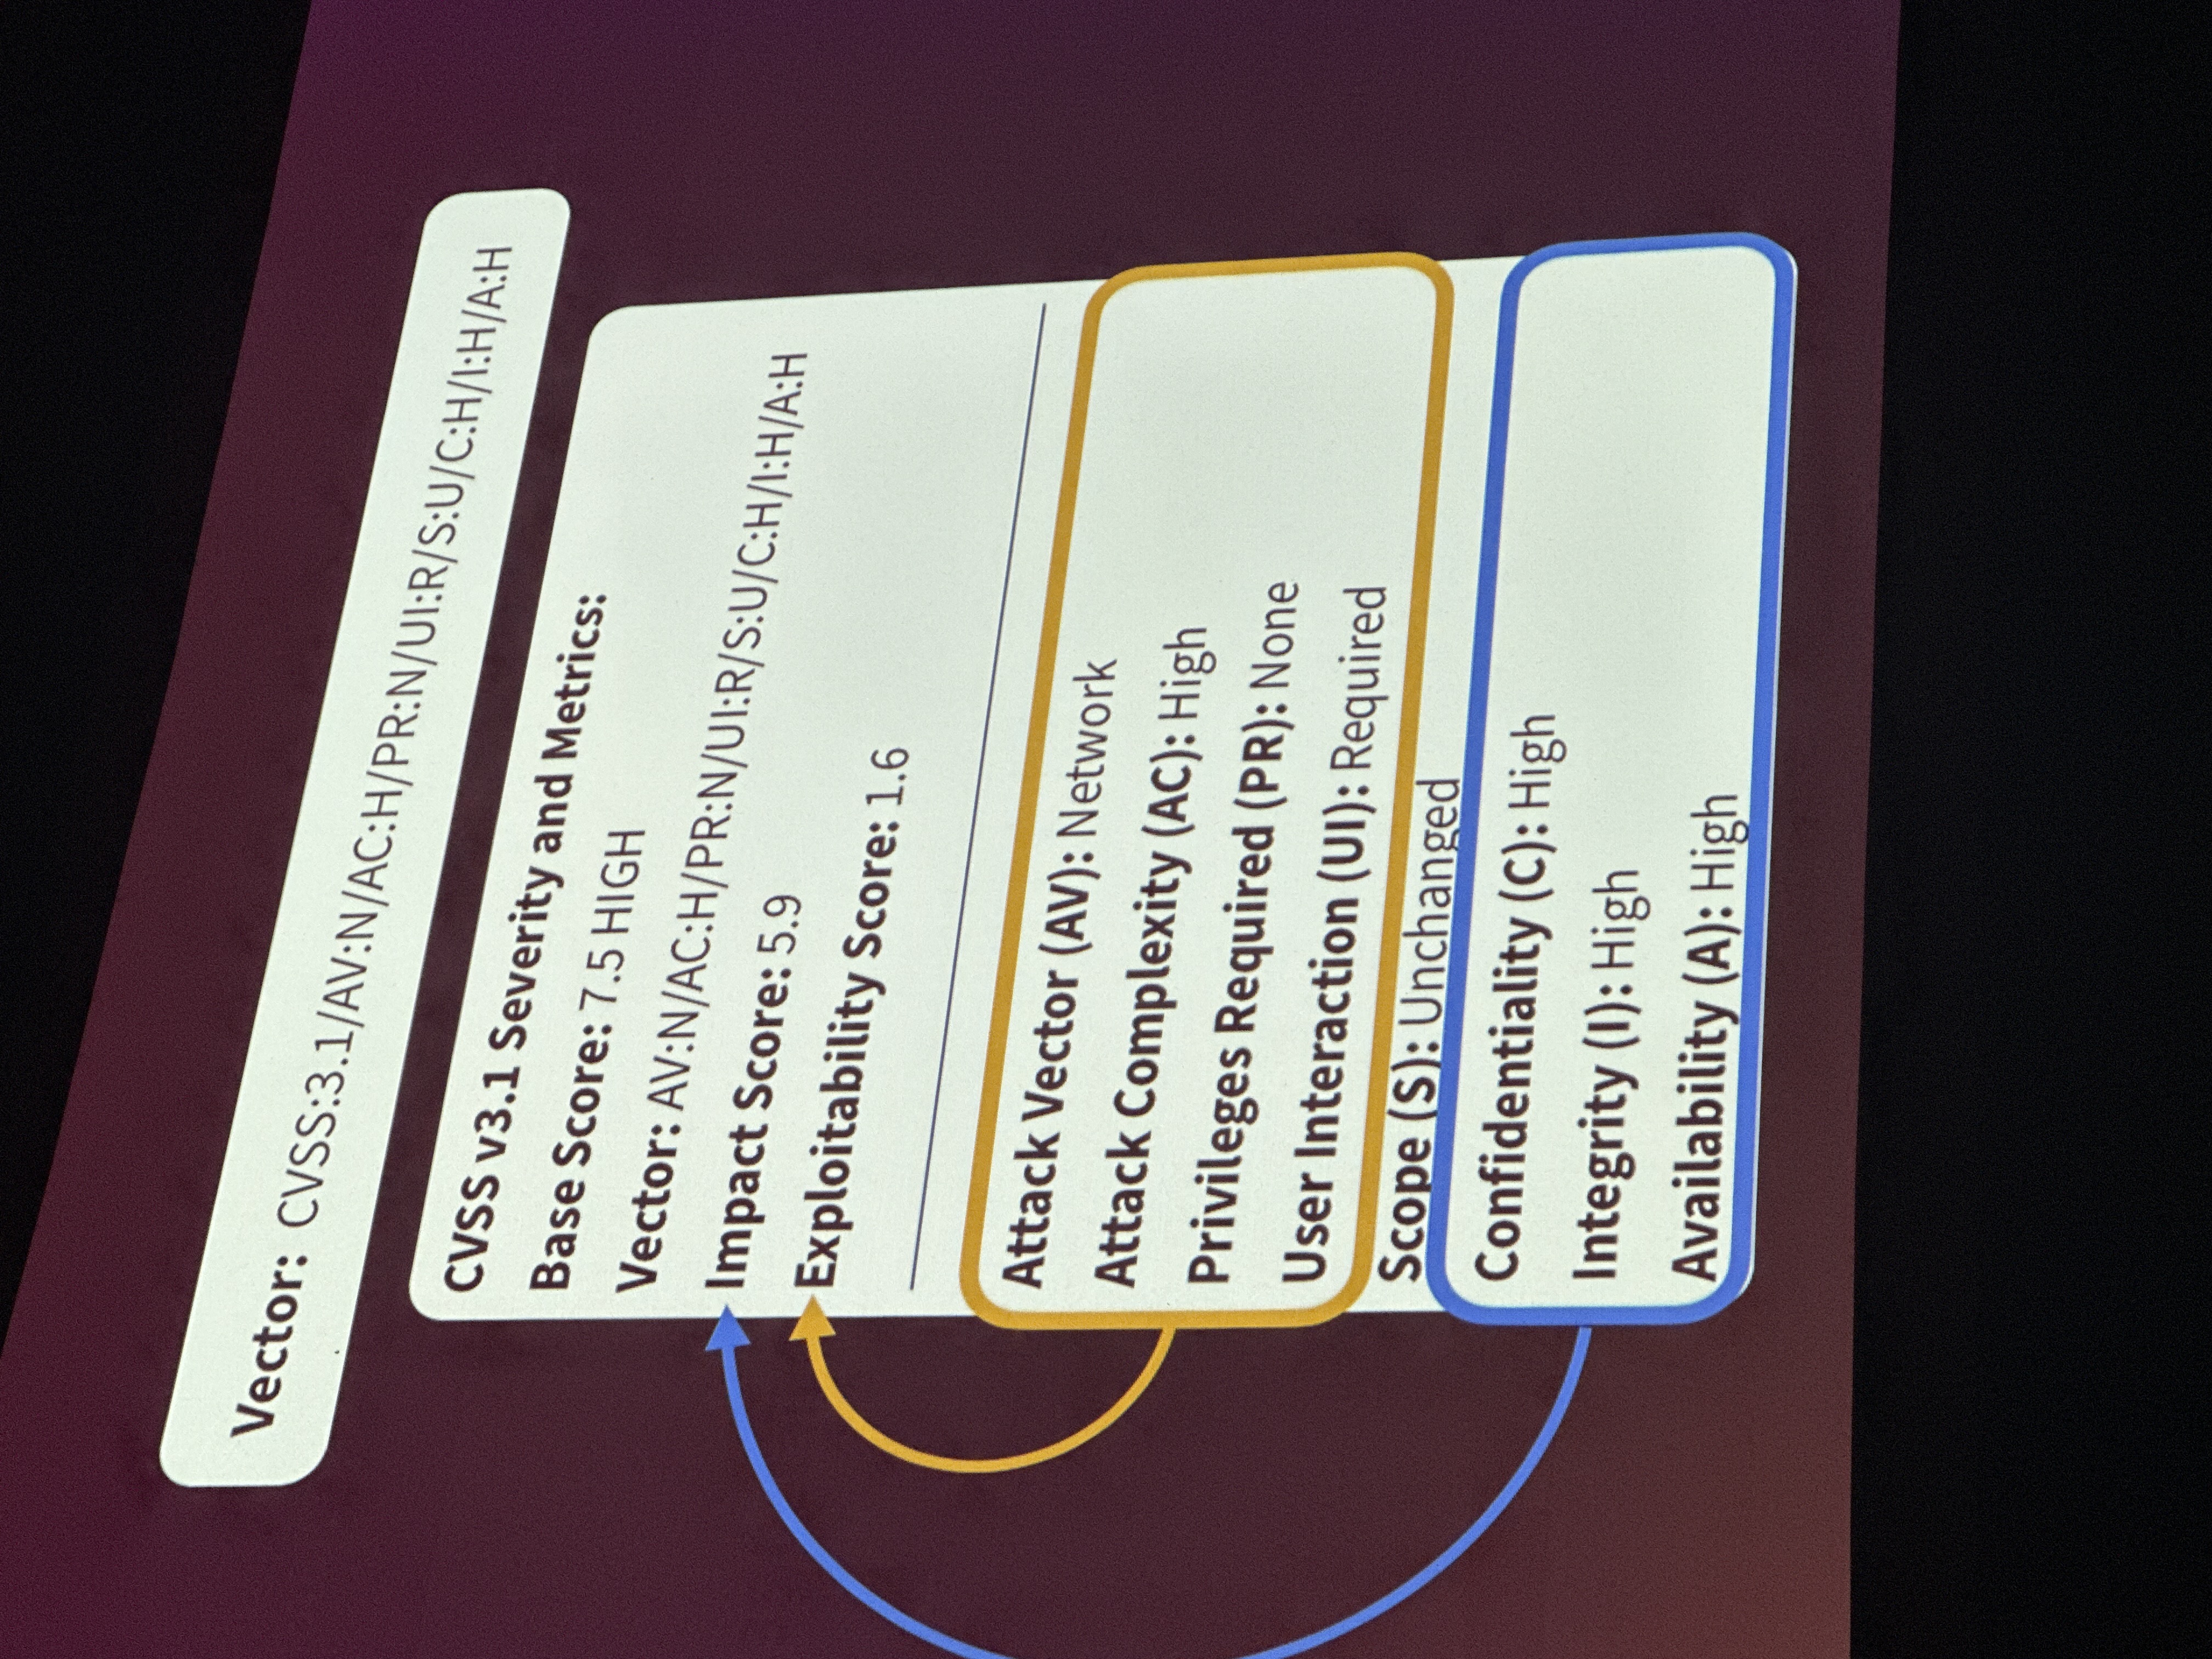 Vector: CVSS:3.1/AV:N/AC:H/PR:N/UI:R/S:U/C:H/I:H/A:H
CVSS v3.1 Severity and Metrics:
Base Score: 7.5 HIGH
Vector: AV:N/AC:H/PR:N/UI:R/S:U/C:H/I:H/A:H
Impact Score: 5.9
Exploitability Score: 1.6
Attack Vector (AV): Network
Attack Complexity (AC): High
Privileges Required (PR): None
User Interaction (UI): Required
Scope (S): Unchanged
Confidentiality (C): High
Integrity (I): High
Availability (A): High